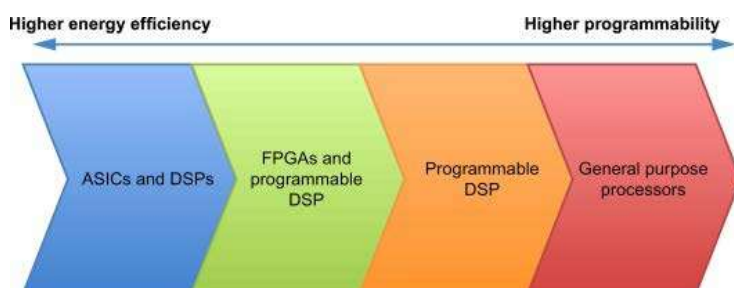 Higher energy efficiency
Higher programmability
ASICs and DSPs
FPGAs and
programmable
DSP
Programmable
DSP
General purpose
processors